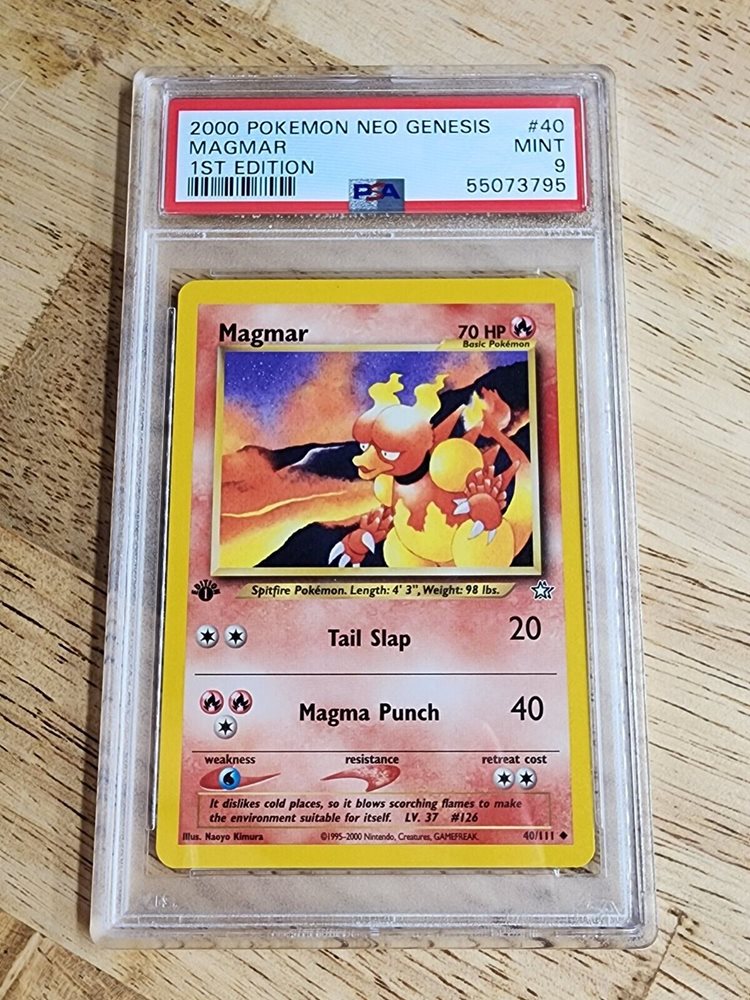 2000 POKEMON NEO GENESIS #40
MAGMAR MINT
1ST EDITION 9
PSA 55073795
Magmar 70 HP
Basic Pokémon
EDITION 1
Spitfire Pokémon. Length: 4' 3", Weight: 98 lbs.
Tail Slap 20
Magma Punch 40
weakness resistance retreat cost
It dislikes cold places, so it blows scorching flames to make
the environment suitable for itself. LV. 37 #126
Illus. Naoyo Kimura ©1995-2000 Nintendo, Creatures, GAMEFREAK. 40/111